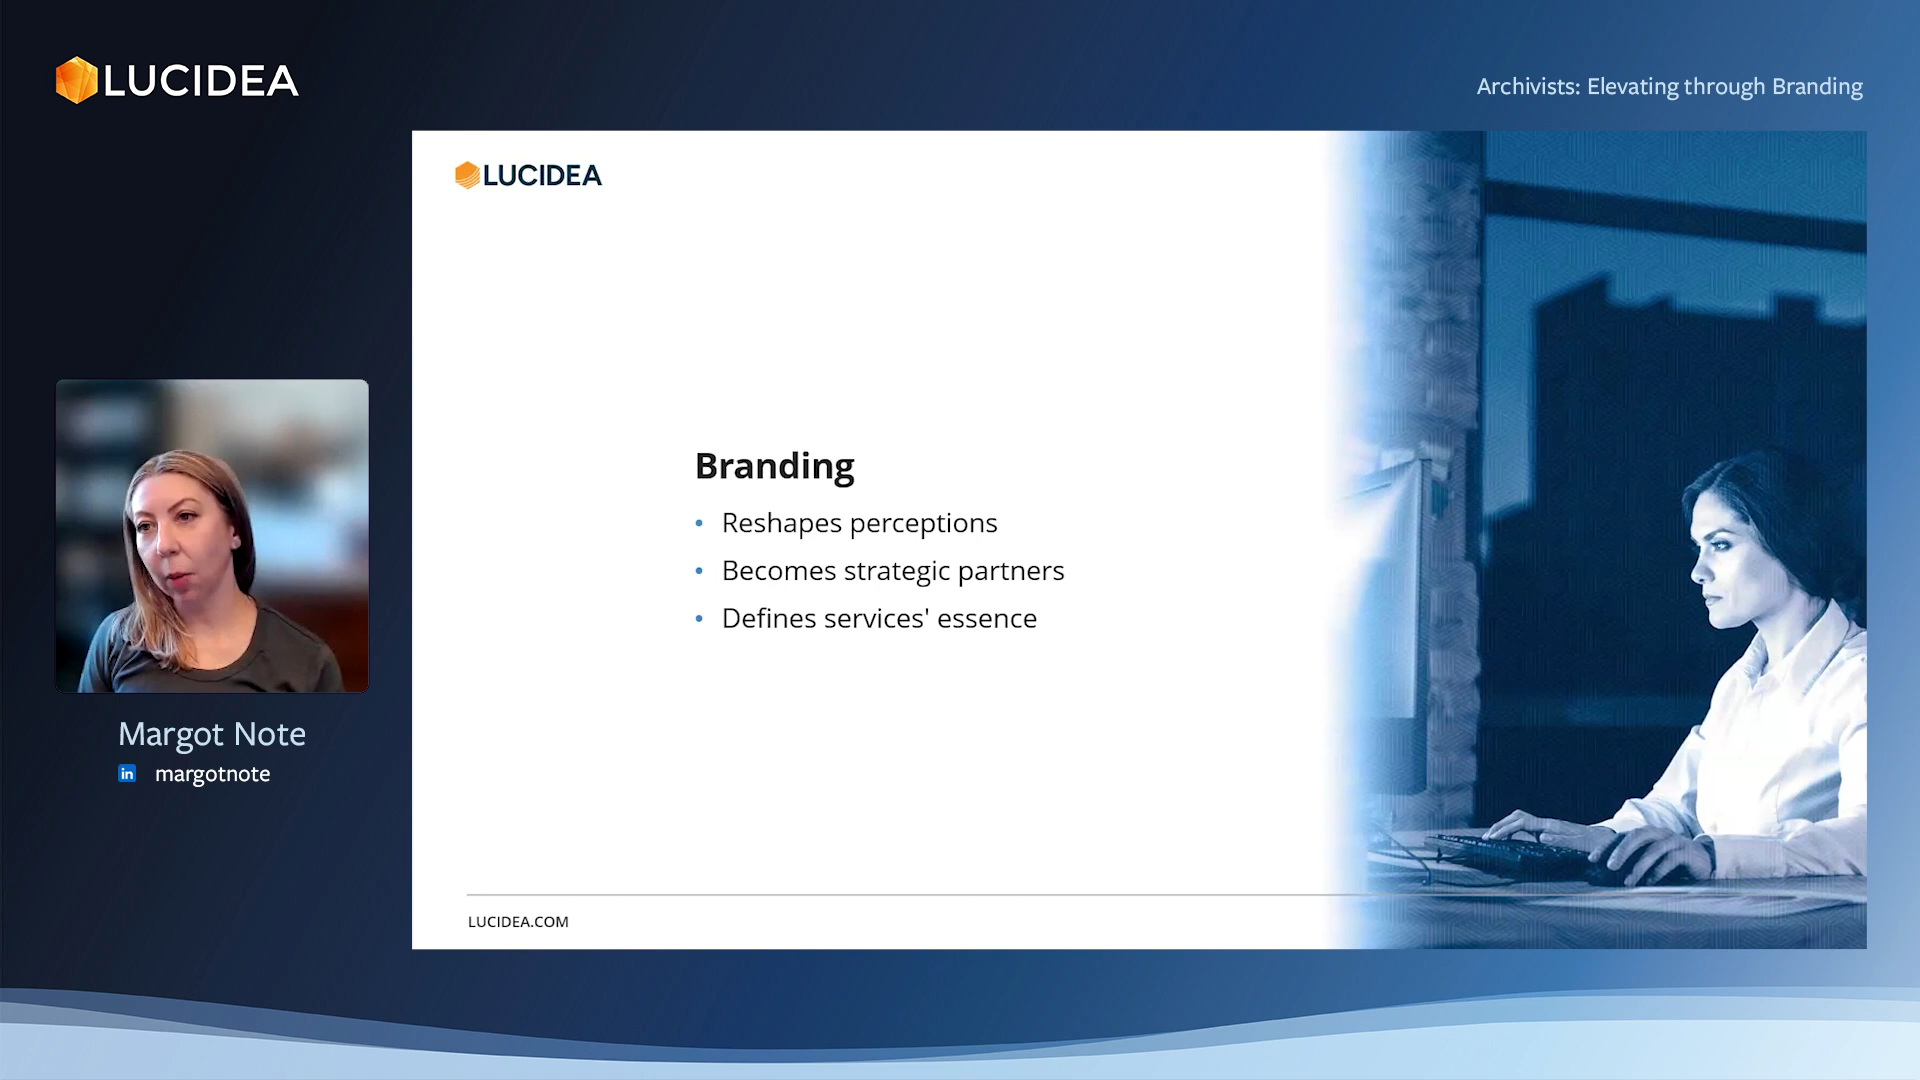 LUCIDEA
Archivists: Elevating through Branding
LUCIDEA
Branding
• Reshapes perceptions
• Becomes strategic partners
• Defines services' essence
Margot Note
in margotnote
LUCIDEA.COM